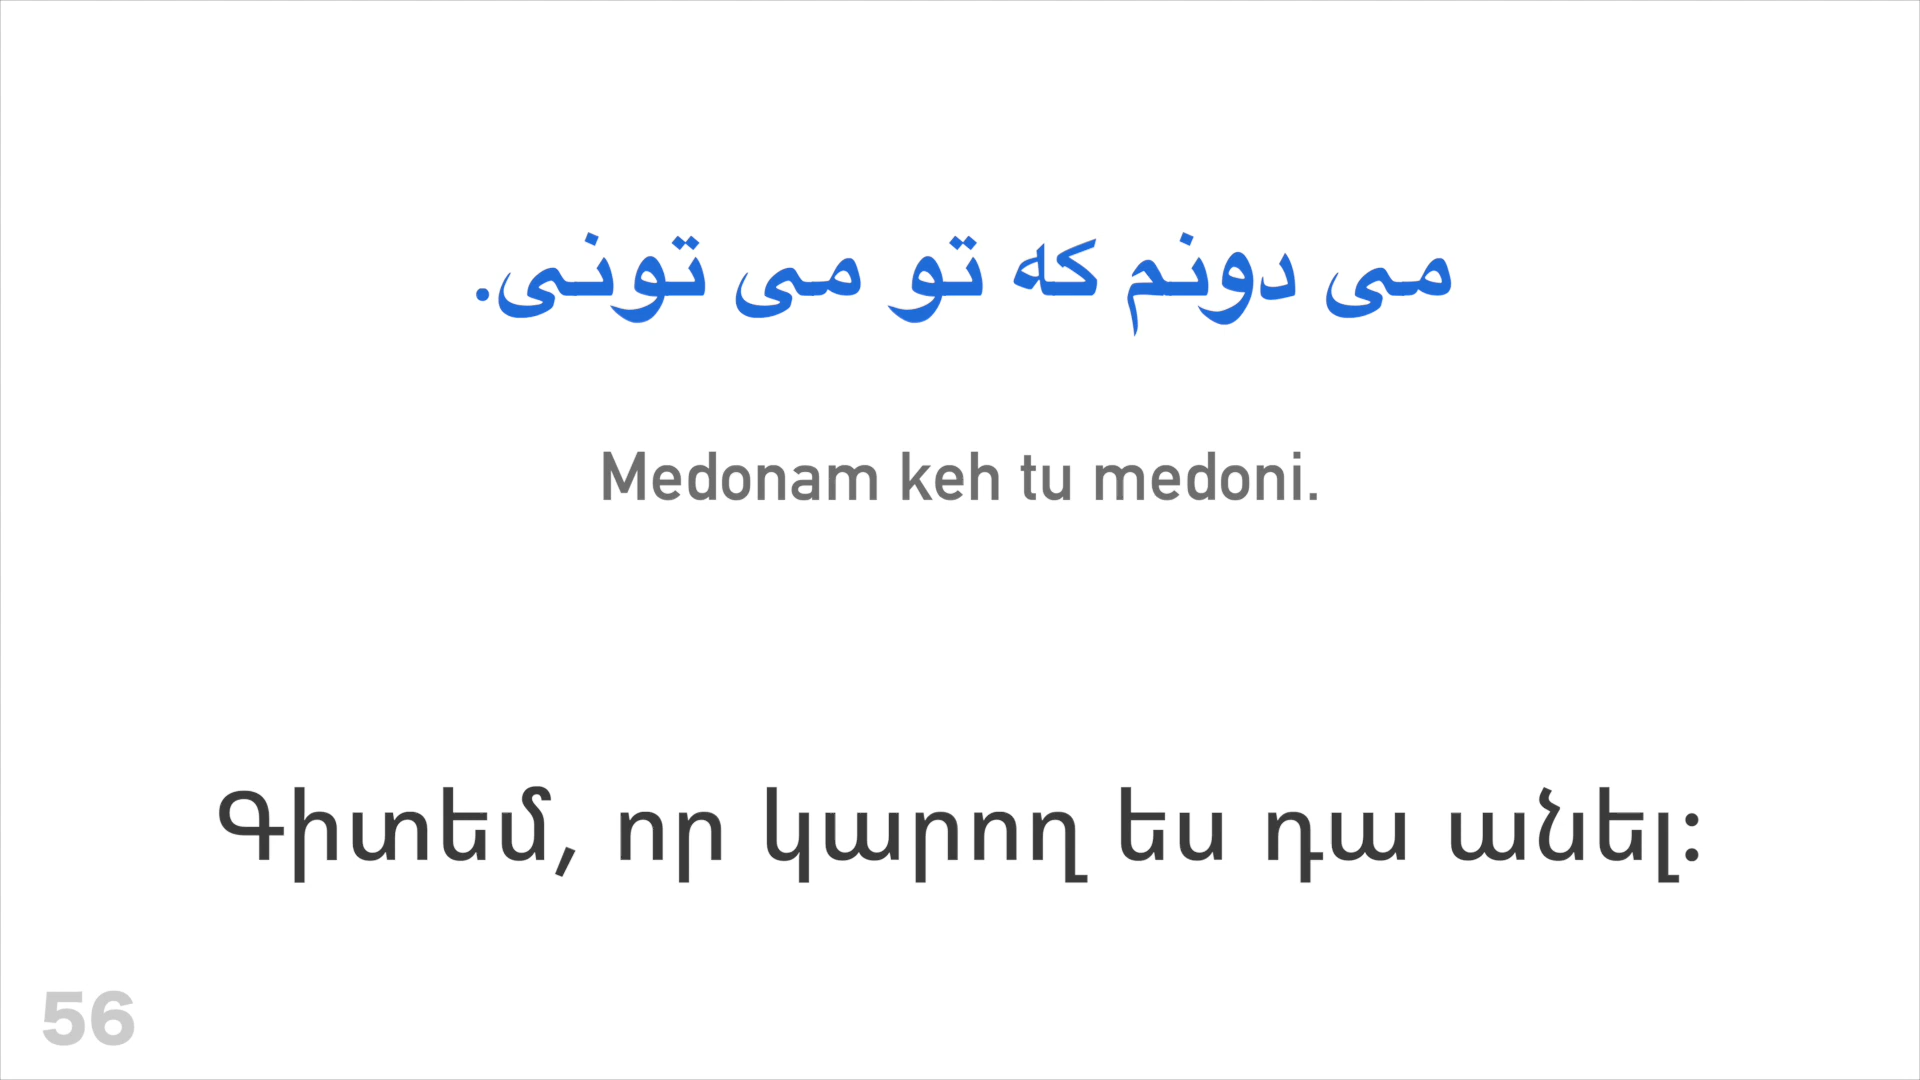 می دونم که تو می تونی.
Medonam keh tu medoni.
Գիտեմ, որ կարող ես դա անել:
56